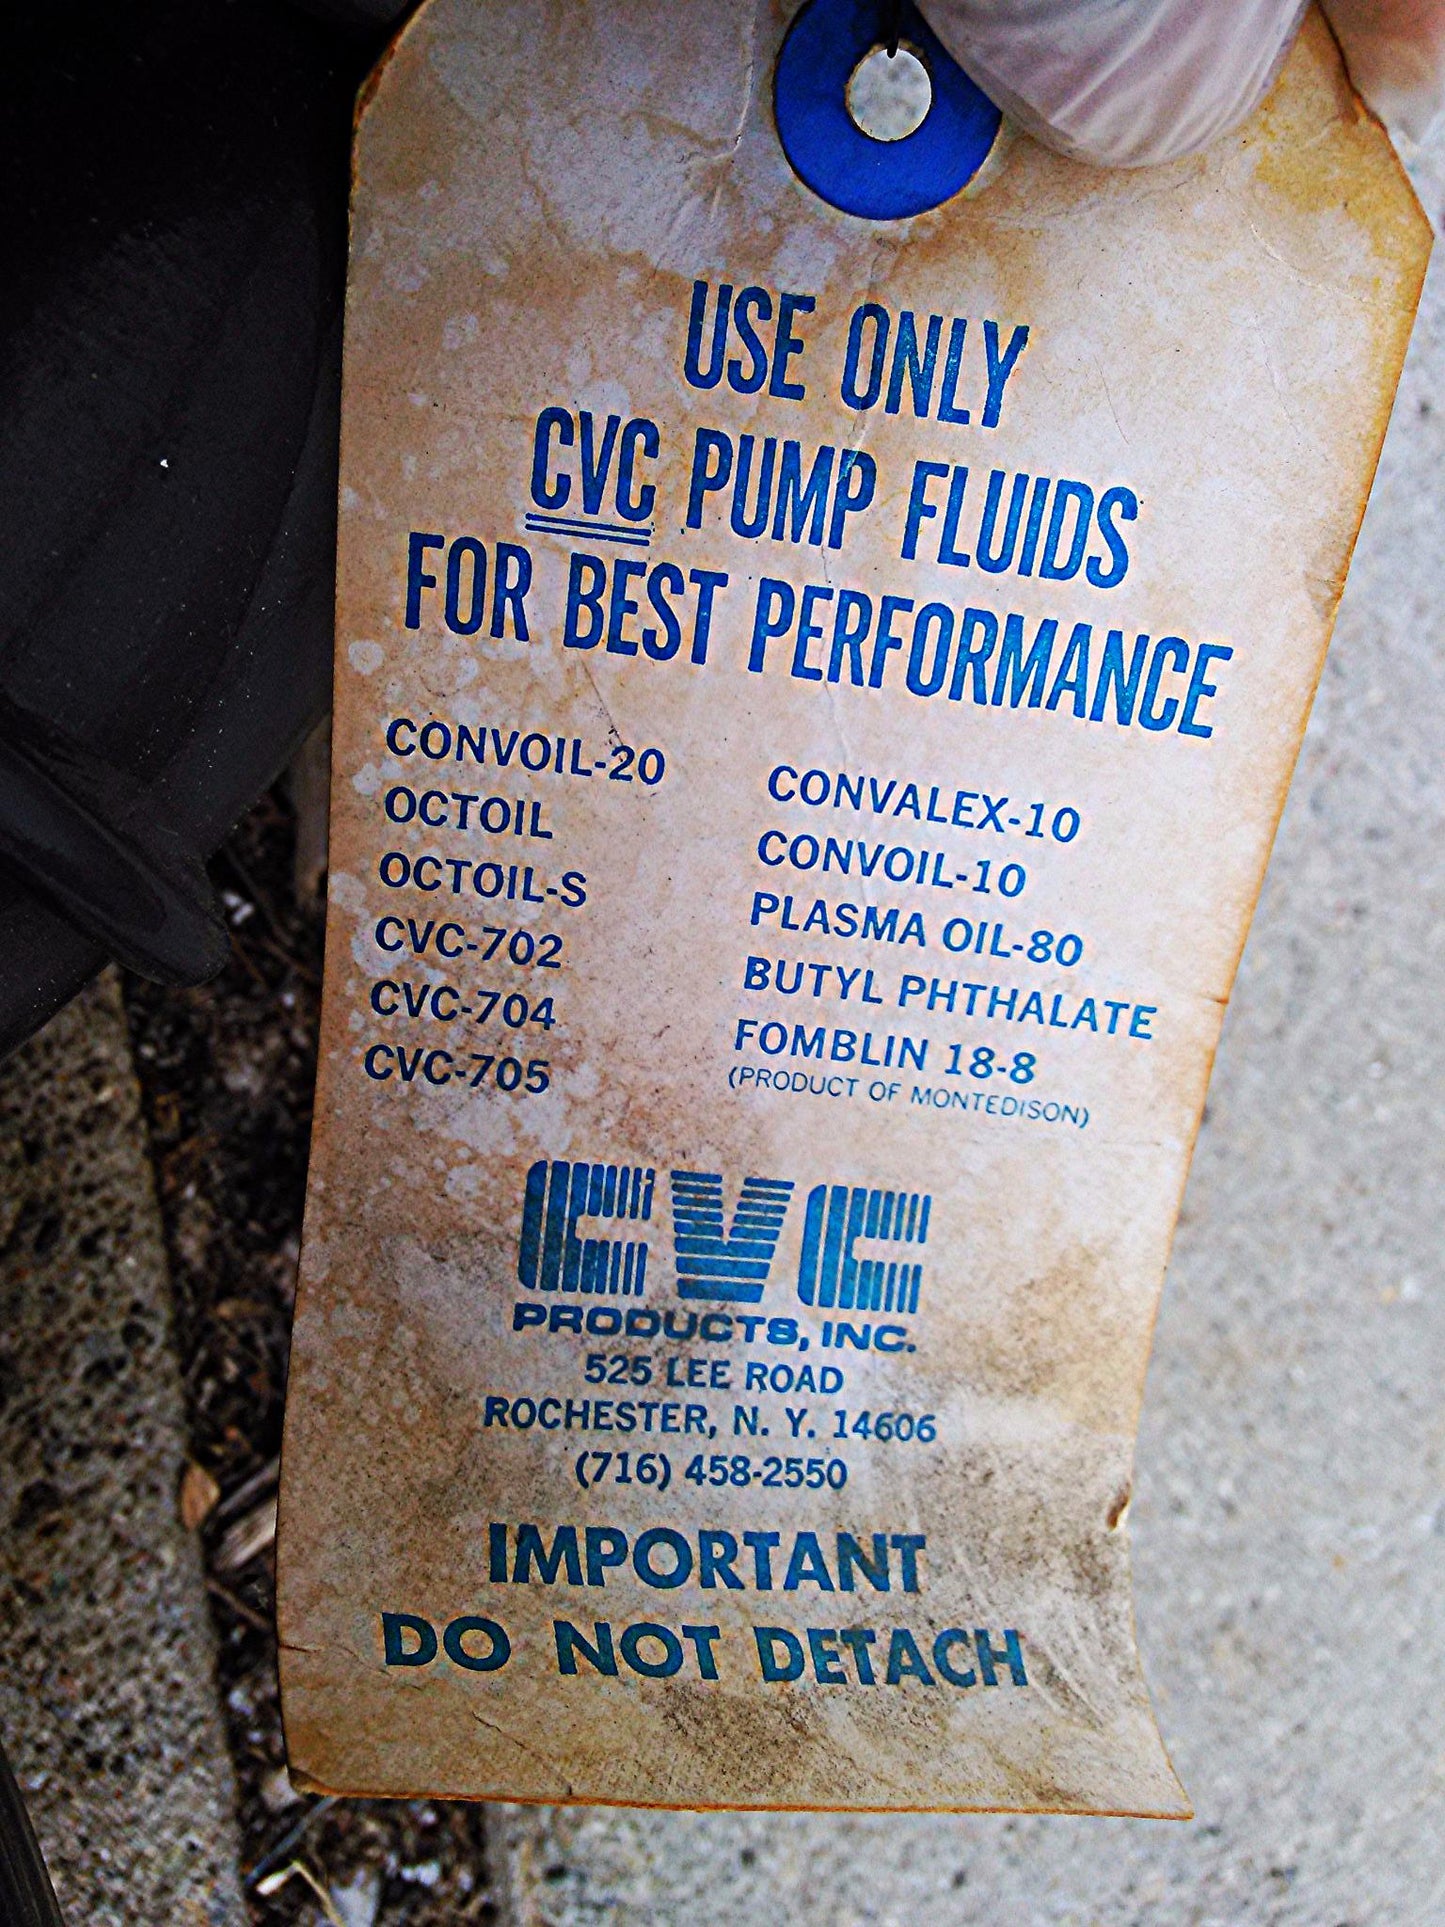 USE ONLY
CVC PUMP FLUIDS
FOR BEST PERFORMANCE
CONVOIL-20
OCTOIL
OCTOIL-S
CVC-702
CVC-704
CVC-705
CONVALEX-10
CONVOIL-10
PLASMA OIL-80
BUTYL PHTHALATE
FOMBLIN 18-8
(PRODUCT OF MONTEDISON)
CVC
PRODUCTS, INC.
525 LEE ROAD
ROCHESTER, N. Y. 14606
(716) 458-2550
IMPORTANT
DO NOT DETACH